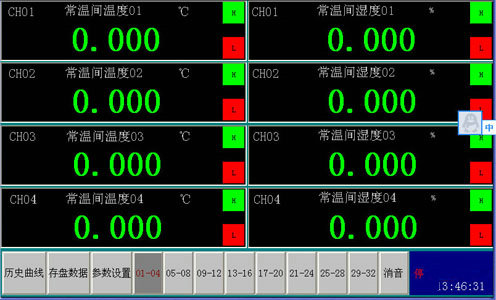 CH01 常温间温度01 ℃ H
0.000 L
CH01 常温间湿度01 % H
0.000 L
CH02 常温间温度02 ℃ H
0.000 L
CH02 常温间湿度02 % H
0.000 L
CH03 常温间温度03 ℃ H
0.000 L
CH03 常温间湿度03 % H
0.000 L
CH04 常温间温度04 ℃ H
0.000 L
CH04 常温间湿度04 % H
0.000 L
中
历史曲线 存盘数据 参数设置 01-04 05-08 09-12 13-16 17-20 21-24 25-28 29-32 消音 停
13:46:31